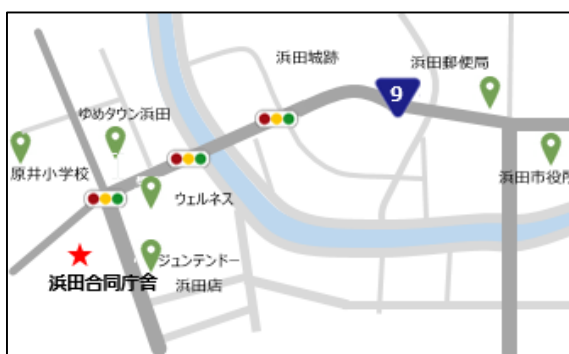 浜田城跡
浜田郵便局
9
ゆめタウン浜田
原井小学校
浜田市役所
ウェルネス
ジュンテンドー
浜田店
浜田合同庁舎